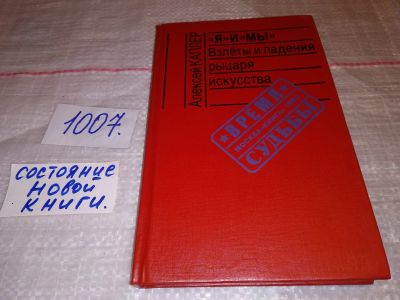 «Я»И«МЫ»
Взлёты и падения
рыцаря
искусства
Алексей КАПЛЕР
★ВРЕМЯ★
СУДЬБЫ
1007.
СОСТОЯНИЕ
НОВОЙ
КНИГИ.